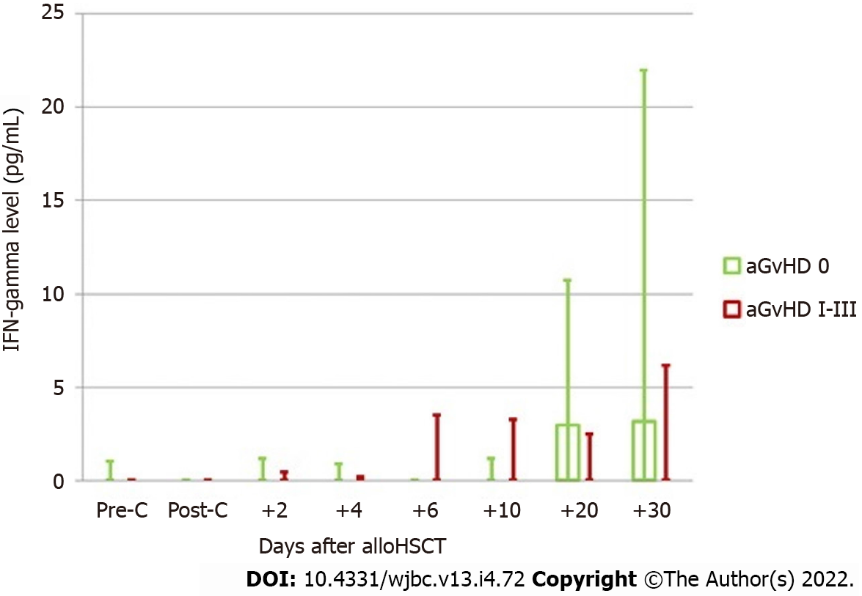 25
20
15
10
5
0
IFN-gamma level (pg/mL)
Pre-C Post-C +2 +4 +6 +10 +20 +30
Days after alloHSCT
aGvHD 0
aGvHD I-III
DOI: 10.4331/wjbc.v13.i4.72 Copyright ©The Author(s) 2022.